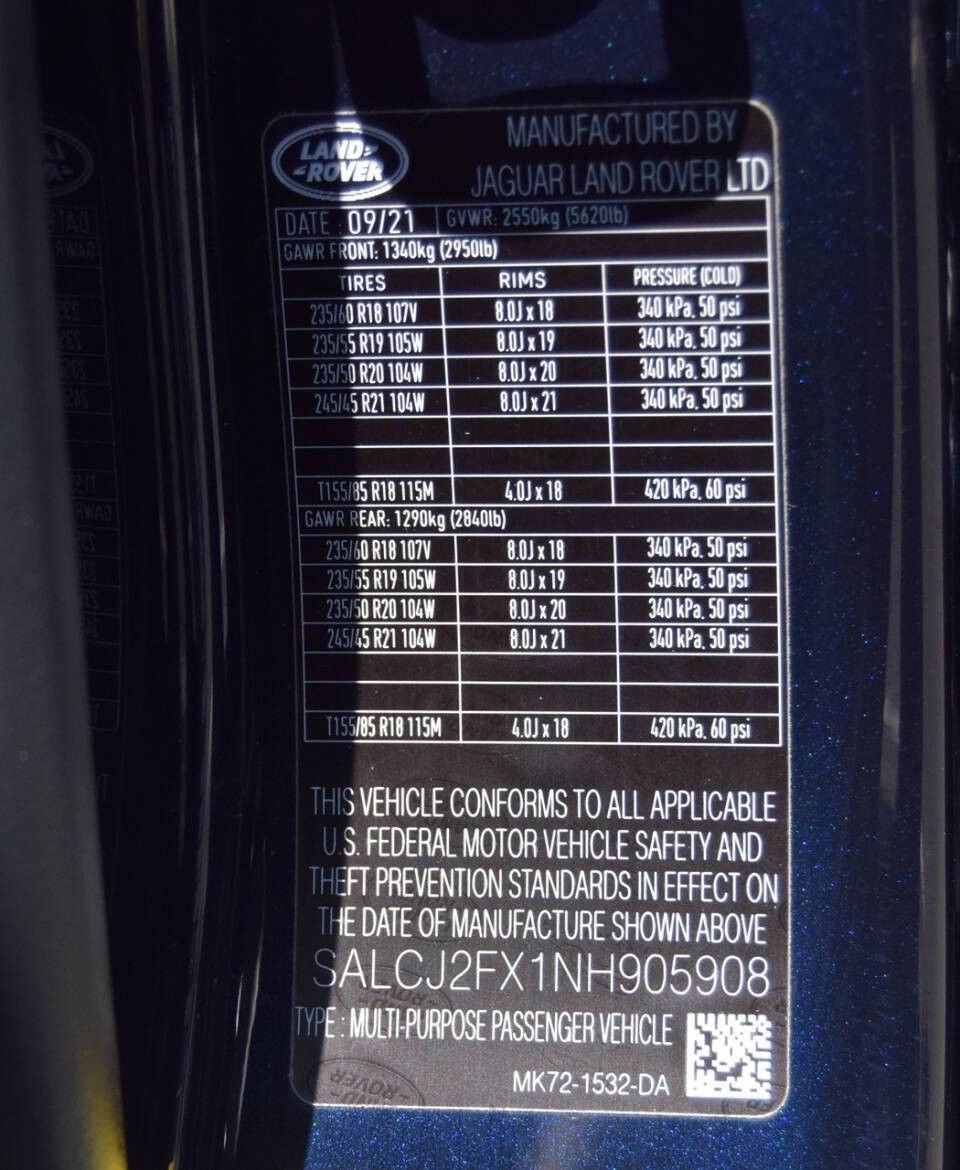 LAND-
-ROVER
MANUFACTURED BY
JAGUAR LAND ROVER LTD
DATE : 09/21 GVWR: 2550kg (5620lb)
GAWR FRONT: 1340kg (2950lb)
TIRES RIMS PRESSURE (COLD)
235/60 R18 107V 8.0J x 18 340 kPa, 50 psi
235/55 R19 105W 8.0J x 19 340 kPa, 50 psi
235/50 R20 104W 8.0J x 20 340 kPa, 50 psi
245/45 R21 104W 8.0J x 21 340 kPa, 50 psi
T155/85 R18 115M 4.0J x 18 420 kPa, 60 psi
GAWR REAR: 1290kg (2840lb)
235/60 R18 107V 8.0J x 18 340 kPa, 50 psi
235/55 R19 105W 8.0J x 19 340 kPa, 50 psi
235/50 R20 104W 8.0J x 20 340 kPa, 50 psi
245/45 R21 104W 8.0J x 21 340 kPa, 50 psi
T155/85 R18 115M 4.0J x 18 420 kPa, 60 psi
THIS VEHICLE CONFORMS TO ALL APPLICABLE
U.S. FEDERAL MOTOR VEHICLE SAFETY AND
THEFT PREVENTION STANDARDS IN EFFECT ON
THE DATE OF MANUFACTURE SHOWN ABOVE
SALCJ2FX1NH905908
TYPE : MULTI-PURPOSE PASSENGER VEHICLE
MK72-1532-DA